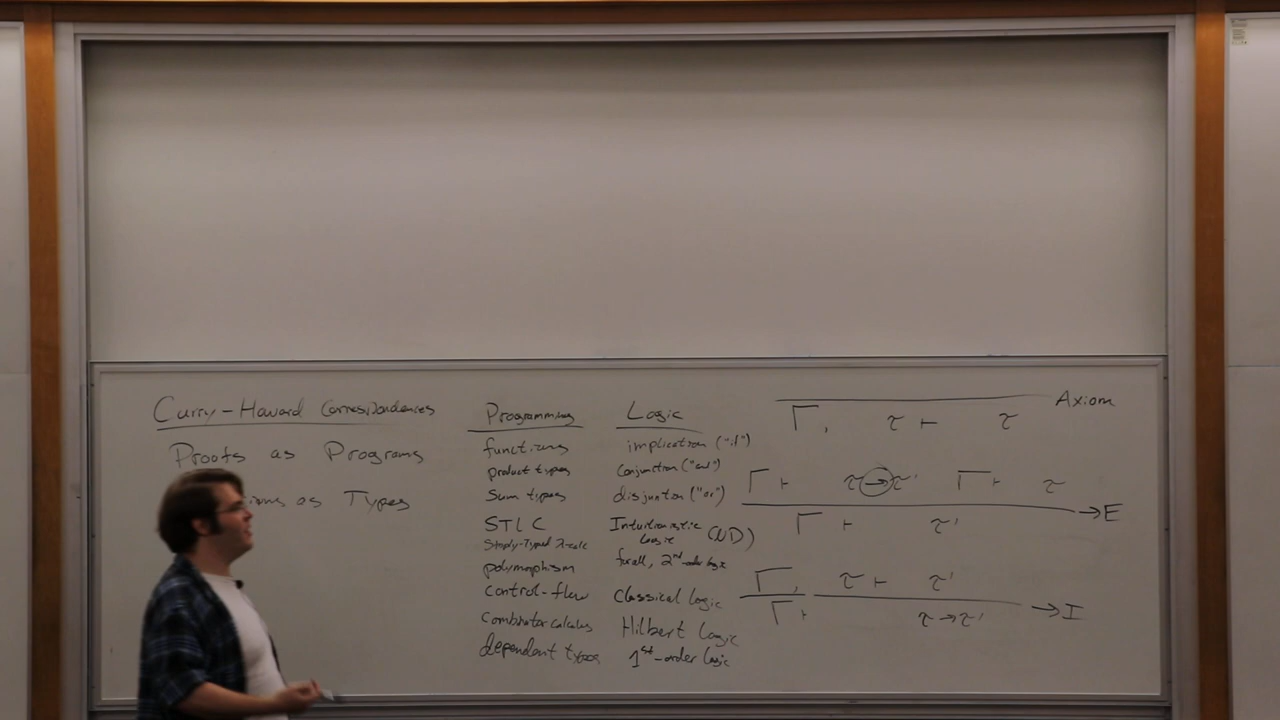 Curry-Howard Correspondences
Proofs as Programs
ions as Types
Programming
functions
product types
Sum types
STLC
Simply-Typed λ-calc
polymorphism
control-flow
combinator calculus
dependent types
Logic
implication ("if")
Conjunction ("and")
disjunction ("or")
Intuitionistic
Logic (ND)
forall, 2nd-order logic
Classical logic
Hilbert Logic
1st-order logic
Γ, τ ⊢ τ Axiom
Γ ⊢ τ → τ' Γ ⊢ τ
Γ ⊢ τ' →E
Γ, τ ⊢ τ'
Γ ⊢ τ → τ' →I